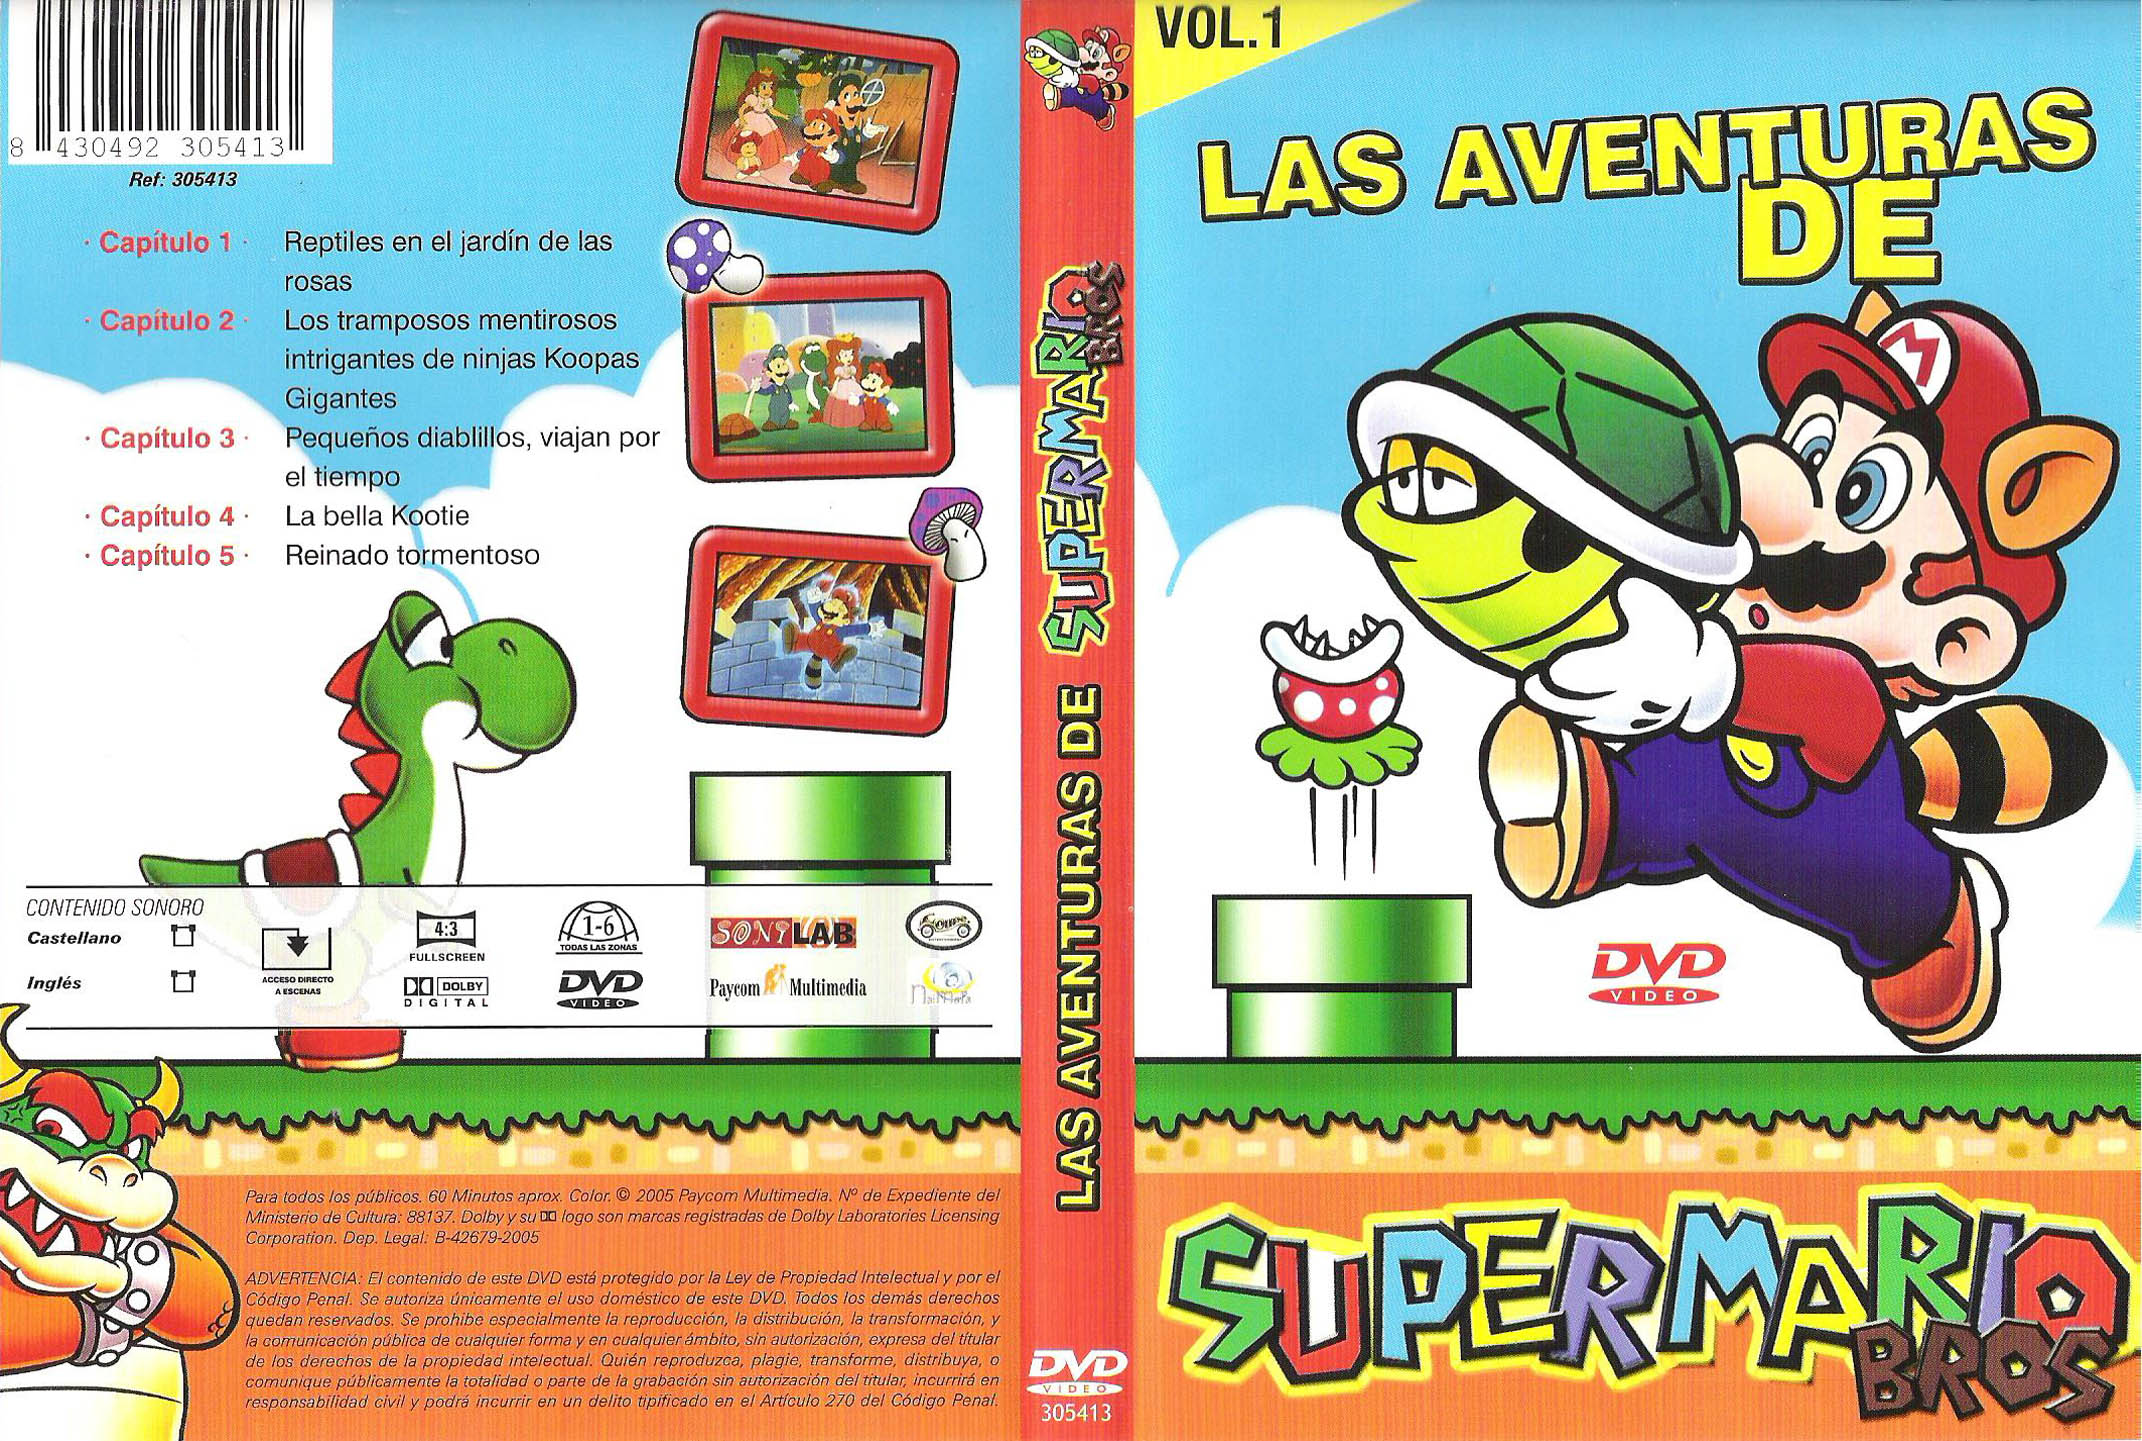 8 430492 305413
Ref: 305413
· Capítulo 1 · Reptiles en el jardín de las
rosas
· Capítulo 2 · Los tramposos mentirosos
intrigantes de ninjas Koopas
Gigantes
· Capítulo 3 · Pequeños diablillos, viajan por
el tiempo
· Capítulo 4 · La bella Kootie
· Capítulo 5 · Reinado tormentoso
CONTENIDO SONORO
Castellano
Inglés
ACCESO DIRECTO
A ESCENAS
4:3
FULLSCREEN
DOLBY
DIGITAL
1-6
TODAS LAS ZONAS
DVD
VIDEO
SONI LAB
Paycom Multimedia
Para todos los públicos. 60 Minutos aprox. Color. © 2005 Paycom Multimedia. Nº de Expediente del
Ministerio de Cultura: 88137. Dolby y su logo son marcas registradas de Dolby Laboratories Licensing
Corporation. Dep. Legal: B-42679-2005
ADVERTENCIA: El contenido de este DVD está protegido por la Ley de Propiedad Intelectual y por el
Código Penal. Se autoriza únicamente el uso doméstico de este DVD. Todos los demás derechos
quedan reservados. Se prohibe especialmente la reproducción, la distribución, la transformación, y
la comunicación pública de cualquier forma y en cualquier ámbito, sin autorización, expresa del títular
de los derechos de la propiedad intelectual. Quién reproduzca, plagie, transforme, distribuya, o
comunique públicamente la totalidad o parte de la grabación sin autorización del titular, incurrirá en
responsabilidad civil y podrá incurrir en un delito tipificado en el Artículo 270 del Código Penal.
LAS AVENTURAS DE SUPER MARIO BROS
DVD
VIDEO
305413
VOL.1
LAS AVENTURAS
DE
M
DVD
VIDEO
SUPER MARIO
BROS